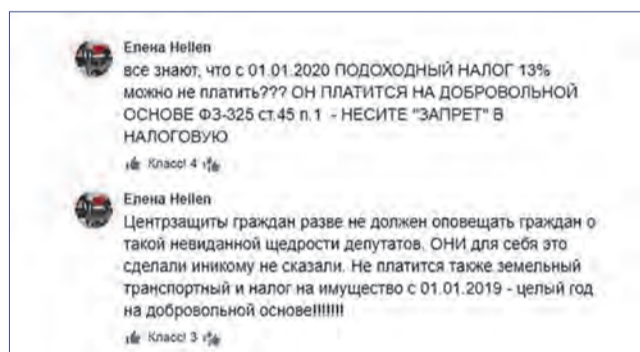 Елена Hellen
все знают, что с 01.01.2020 ПОДОХОДНЫЙ НАЛОГ 13%
можно не платить??? ОН ПЛАТИТСЯ НА ДОБРОВОЛЬНОЙ
ОСНОВЕ ФЗ-325 ст.45 п.1 - НЕСИТЕ "ЗАПРЕТ" В
НАЛОГОВУЮ
Класс! 4
Елена Hellen
Центрзащиты граждан разве не должен оповещать граждан о
такой невиданной щедрости депутатов. ОНИ для себя это
сделали иникому не сказали. Не платится также земельный
транспортный и налог на имущество с 01.01.2019 - целый год
на добровольной основе!!!!!!!
Класс! 3